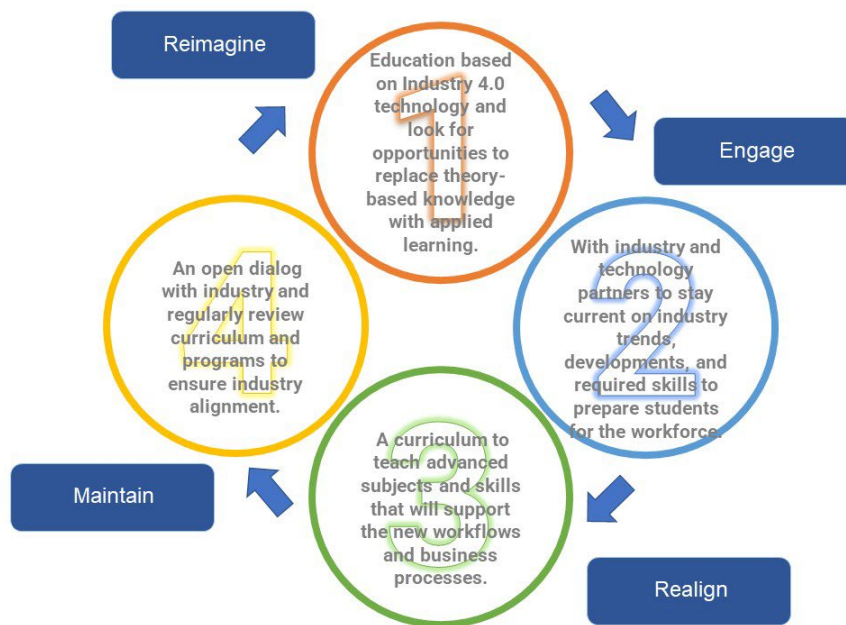 Reimagine
1
Education based
on Industry 4.0
technology and
look for
opportunities to
replace theory-
based knowledge
with applied
learning.
Engage
2
With industry and
technology
partners to stay
current on industry
trends,
developments, and
required skills to
prepare students
for the workforce.
Realign
3
A curriculum to
teach advanced
subjects and skills
that will support
the new workflows
and business
processes.
Maintain
4
An open dialog
with industry and
regularly review
curriculum and
programs to
ensure industry
alignment.